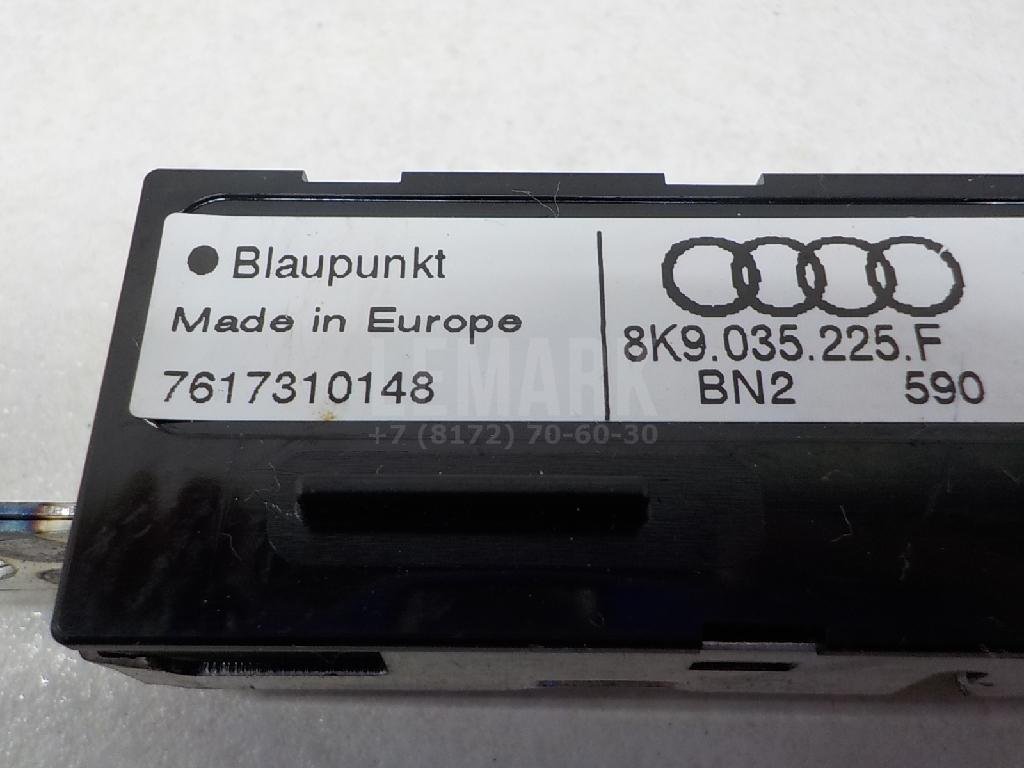 Blaupunkt
Made in Europe
7617310148
8K9.035.225.F
BN2 590
LEMARK
+7 (8172) 70-60-30